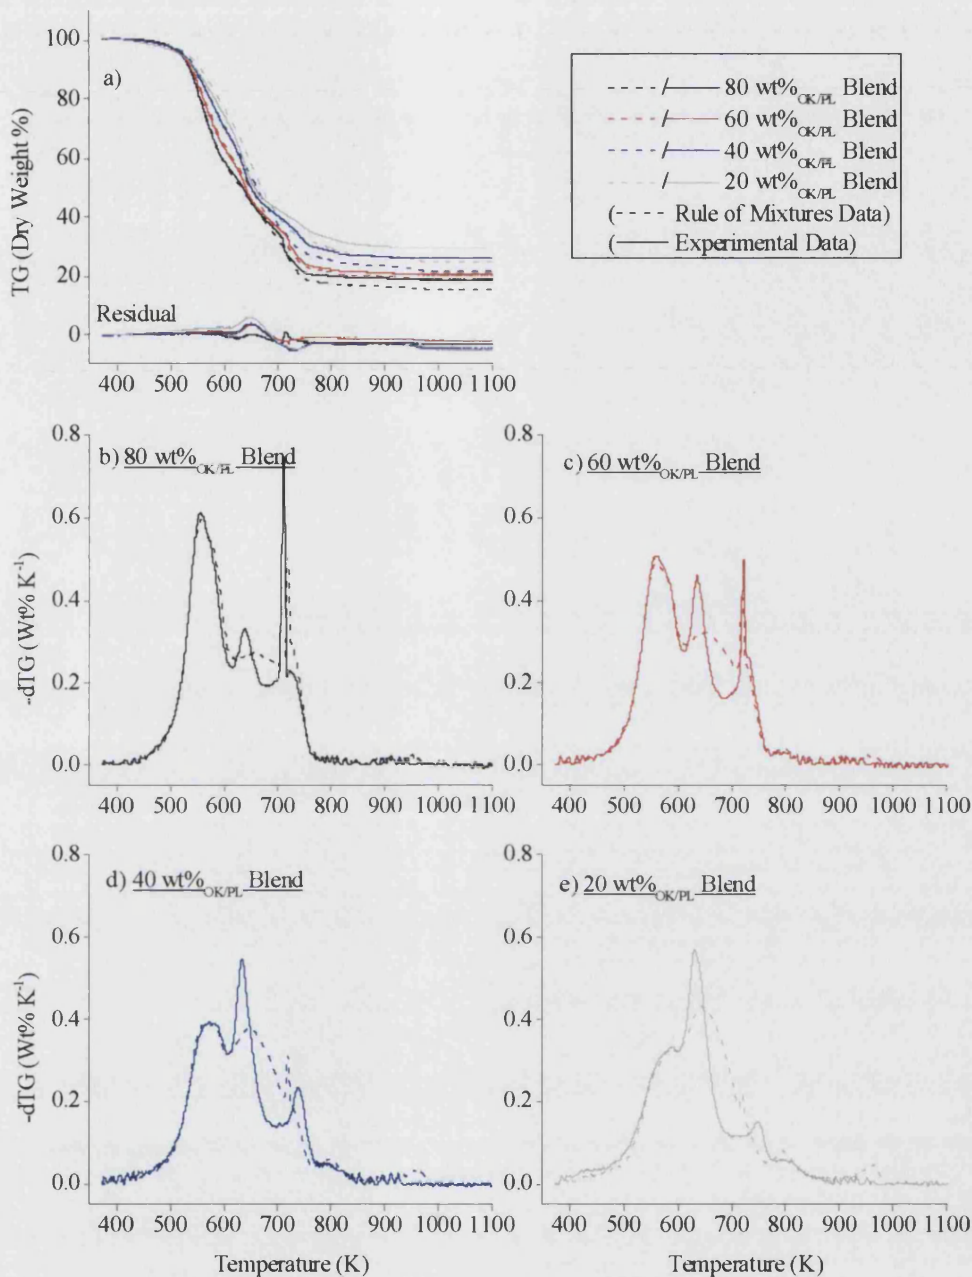 100
80
60
40
20
0
TG (Dry Weight %)
a)
Residual
400 500 600 700 800 900 1000 1100
80 wt%OK/PL Blend
60 wt%OK/PL Blend
40 wt%OK/PL Blend
20 wt%OK/PL Blend
(---- Rule of Mixtures Data)
(—— Experimental Data)
0.8
0.6
0.4
0.2
0.0
-dTG (Wt% K-1)
b) 80 wt%OK/PL Blend
400 500 600 700 800 900 1000 1100
0.8
0.6
0.4
0.2
0.0
c) 60 wt%OK/PL Blend
400 500 600 700 800 900 1000 1100
0.8
0.6
0.4
0.2
0.0
-dTG (Wt% K-1)
d) 40 wt%OK/PL Blend
400 500 600 700 800 900 1000 1100
Temperature (K)
0.8
0.6
0.4
0.2
0.0
e) 20 wt%OK/PL Blend
400 500 600 700 800 900 1000 1100
Temperature (K)